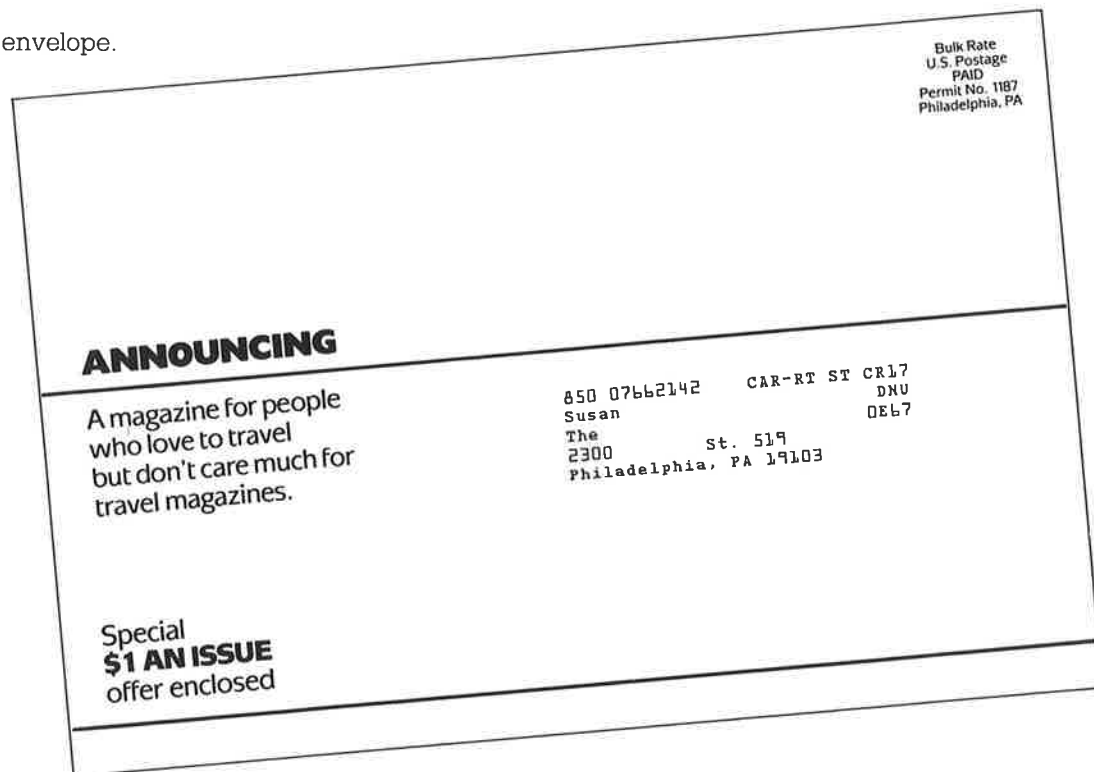 envelope.
Bulk Rate
U.S. Postage
PAID
Permit No. 1187
Philadelphia, PA
ANNOUNCING
A magazine for people
who love to travel
but don't care much for
travel magazines.
850 07662142 CAR-RT ST CR17
Susan DNU
The 0E67
2300 St. 519
Philadelphia, PA 19103
Special
$1 AN ISSUE
offer enclosed